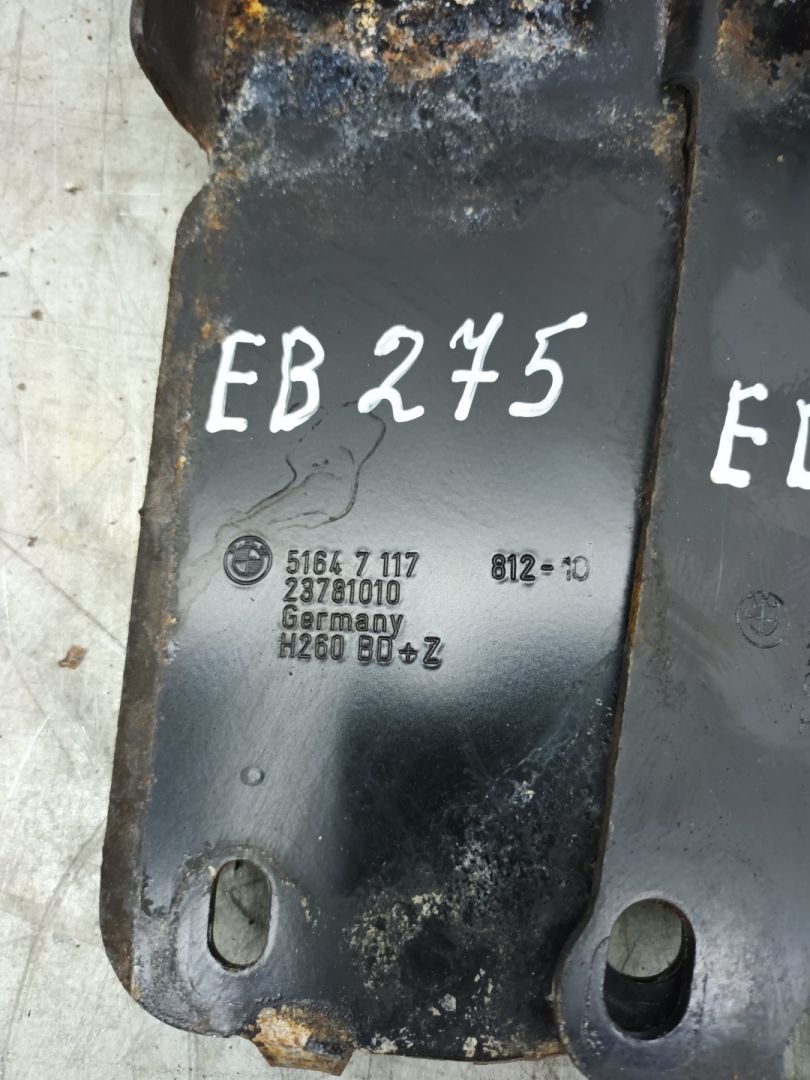 EB 275
5164 7 117 812-10
23781010
Germany
H260 BD+Z